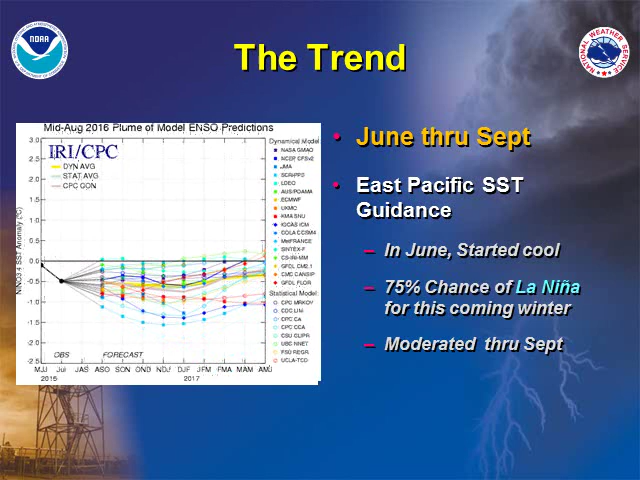 NOAA
NATIONAL WEATHER SERVICE
The Trend
Mid-Aug 2016 Plume of Model ENSO Predictions
IRI/CPC
DYN AVG
STAT AVG
CPC CON
NINO3.4 SST Anomaly (°C)
3.0
2.5
2.0
1.5
1.0
0.5
0.0
-0.5
-1.0
-1.5
-2.0
-2.5
OBS FORECAST
MJJ Jul JAS ASO SON OND NDJ DJF JFM FMA MAM AMJ
2017
Dynamical Model:
NASA GMAO
NCEP CFSv2
JMA
SCRIPPS
LDEO
AUS/POAMA
ECMWF
UKMO
KMA SNU
IOCAS ICM
COLA CCSM4
MetFRANCE
SINTEX-F
CS-IRI-MM
GFDL CM2.1
CMC CANSIP
GFDL FLOR
Statistical Model:
CPC MRKOV
CDC LIM
CPC CA
CPC CCA
CSU CLIPR
UBC NNET
FSU REGR
UCLA-TCD
• June thru Sept
• East Pacific SST
Guidance
– In June, Started cool
– 75% Chance of La Niña
for this coming winter
– Moderated thru Sept